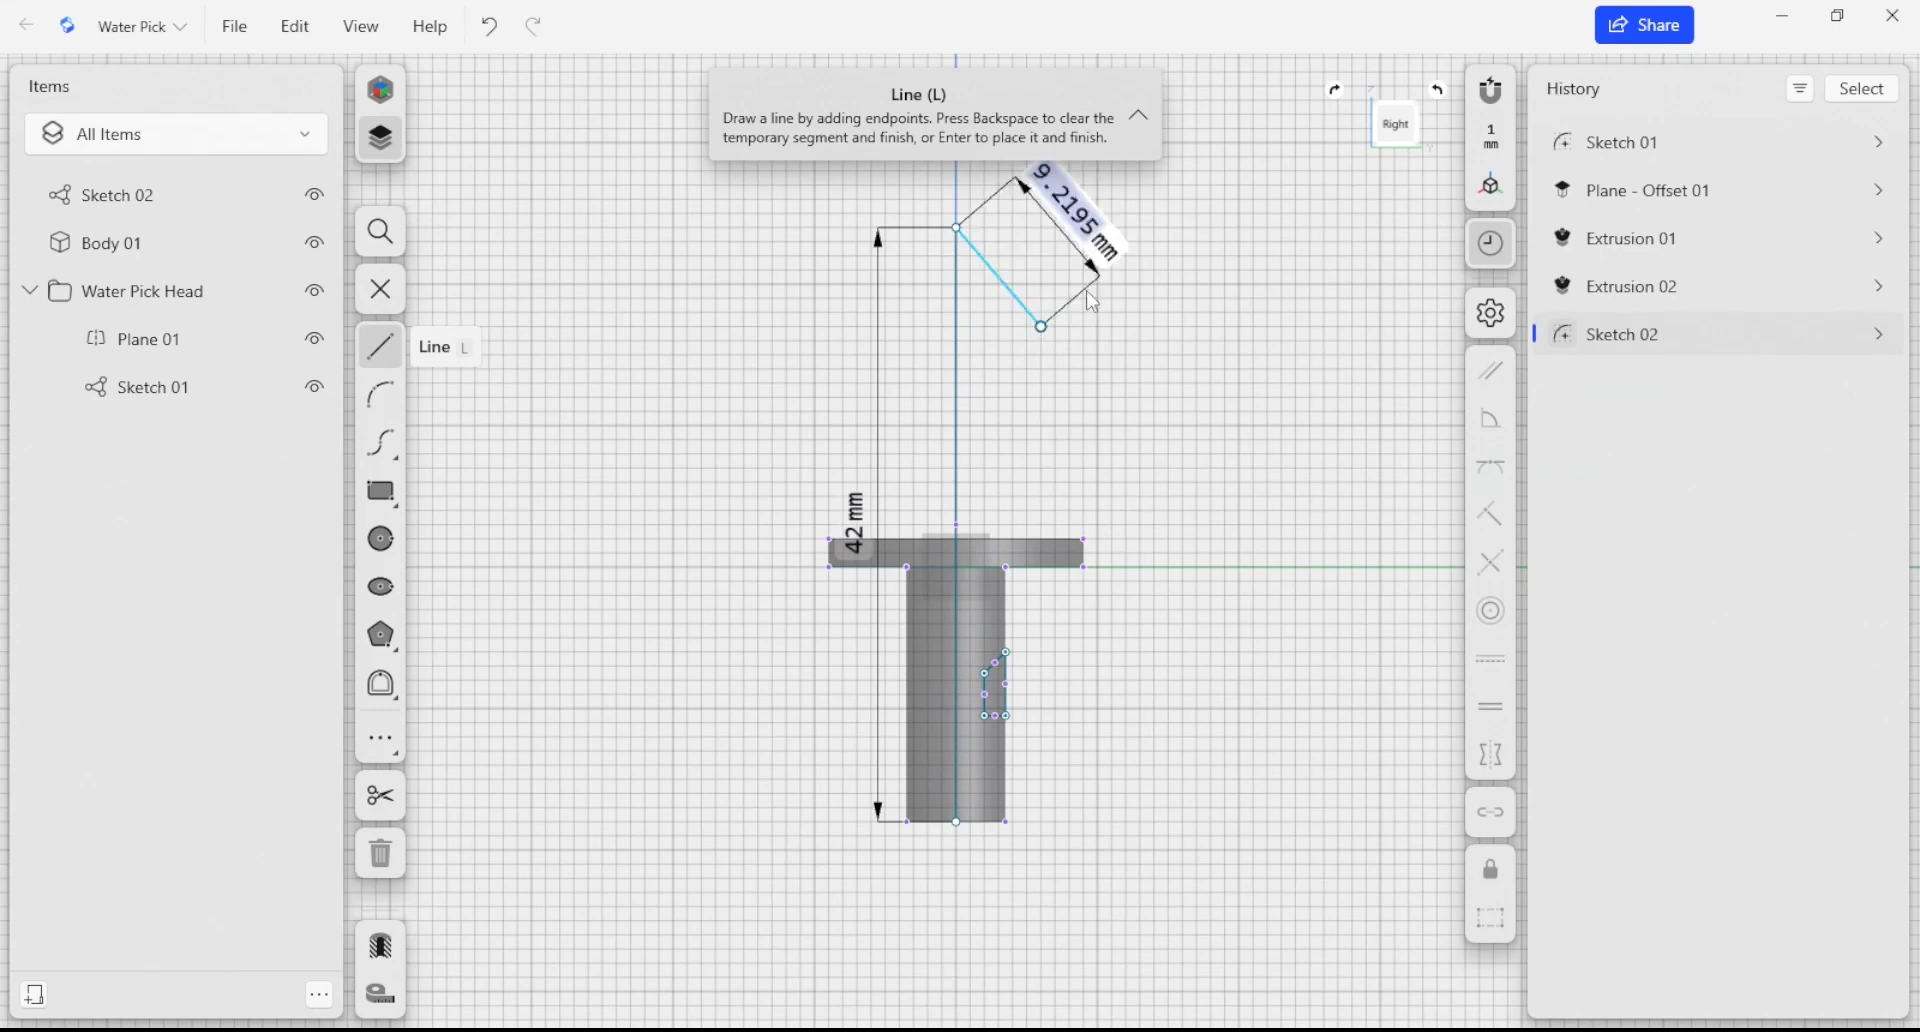 Water Pick
File
Edit
View
Help
Share
Items
All Items
Sketch 02
Body 01
Water Pick Head
Plane 01
Sketch 01
Line L
Line (L)
Draw a line by adding endpoints. Press Backspace to clear the
temporary segment and finish, or Enter to place it and finish.
9.2195 mm
42 mm
Z
Right
Y
1
mm
History
Select
Sketch 01
Plane - Offset 01
Extrusion 01
Extrusion 02
Sketch 02